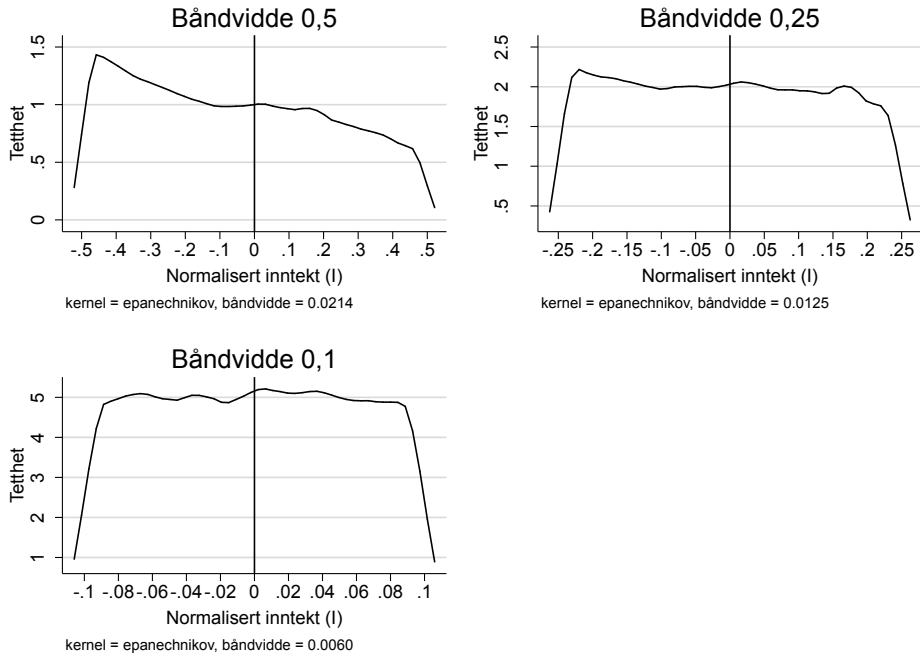 Båndvidde 0,5
Tetthet
1.5
1
.5
0
-.5 -.4 -.3 -.2 -.1 0 .1 .2 .3 .4 .5
Normalisert inntekt (I)
kernel = epanechnikov, båndvidde = 0.0214
Båndvidde 0,25
Tetthet
2.5
2
1.5
1
.5
-.25 -.2 -.15 -.1 -.05 0 .05 .1 .15 .2 .25
Normalisert inntekt (I)
kernel = epanechnikov, båndvidde = 0.0125
Båndvidde 0,1
Tetthet
5
4
3
2
1
-.1 -.08 -.06 -.04 -.02 0 .02 .04 .06 .08 .1
Normalisert inntekt (I)
kernel = epanechnikov, båndvidde = 0.0060